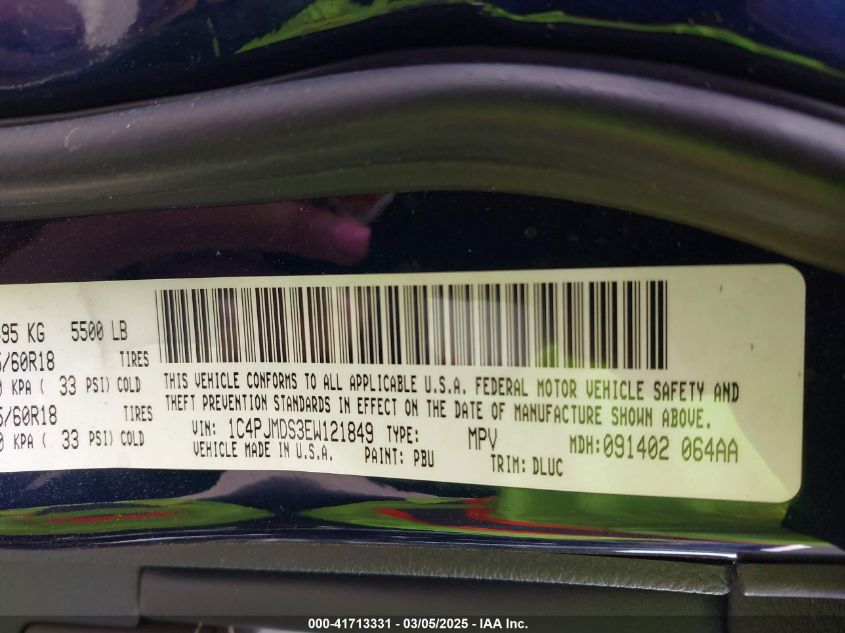 95 KG 5500 LB
/60R18 TIRES
KPA ( 33 PSI) COLD
/60R18 TIRES
KPA ( 33 PSI) COLD
THIS VEHICLE CONFORMS TO ALL APPLICABLE U.S.A. FEDERAL MOTOR VEHICLE SAFETY AND
THEFT PREVENTION STANDARDS IN EFFECT ON THE DATE OF MANUFACTURE SHOWN ABOVE.
VIN: 1C4PJMDS3EW121849 TYPE: MPV MDH:091402 064AA
VEHICLE MADE IN U.S.A. PAINT: PBU TRIM: DLUC
000-41713331 - 03/05/2025 - IAA Inc.